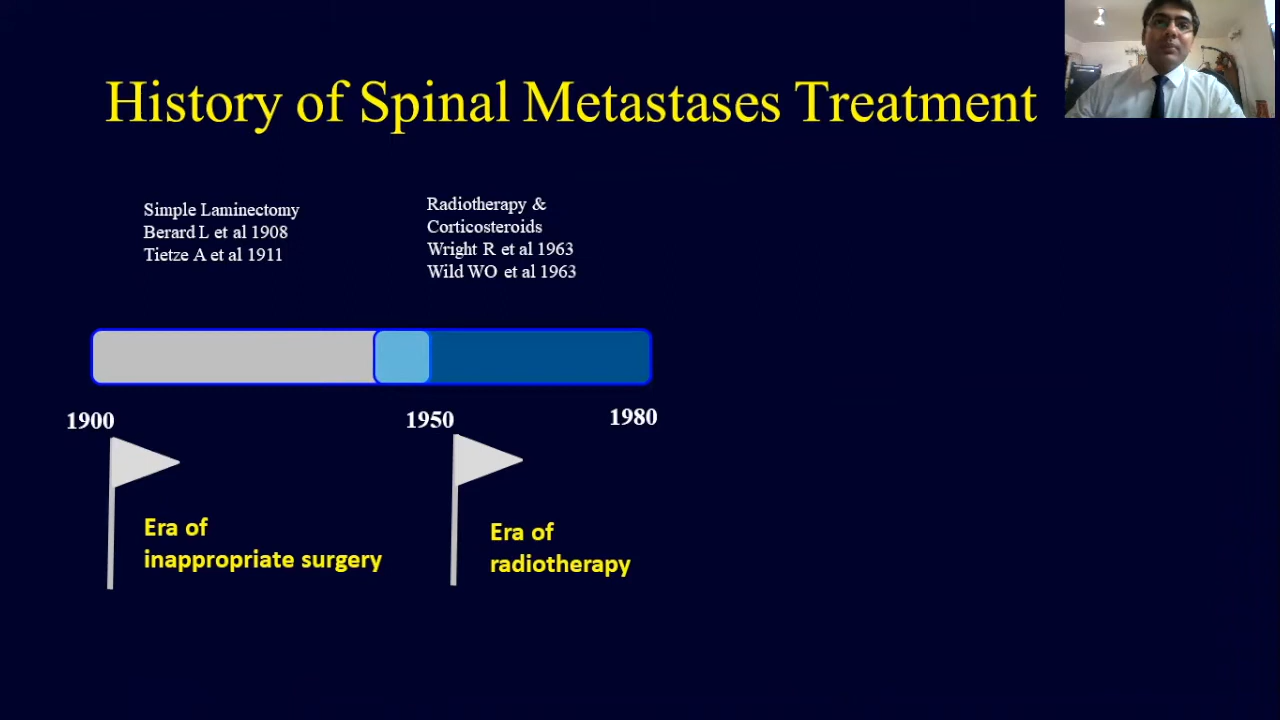 History of Spinal Metastases Treatment
Simple Laminectomy
Berard L et al 1908
Tietze A et al 1911
Radiotherapy &
Corticosteroids
Wright R et al 1963
Wild WO et al 1963
1900
1950
1980
Era of
inappropriate surgery
Era of
radiotherapy